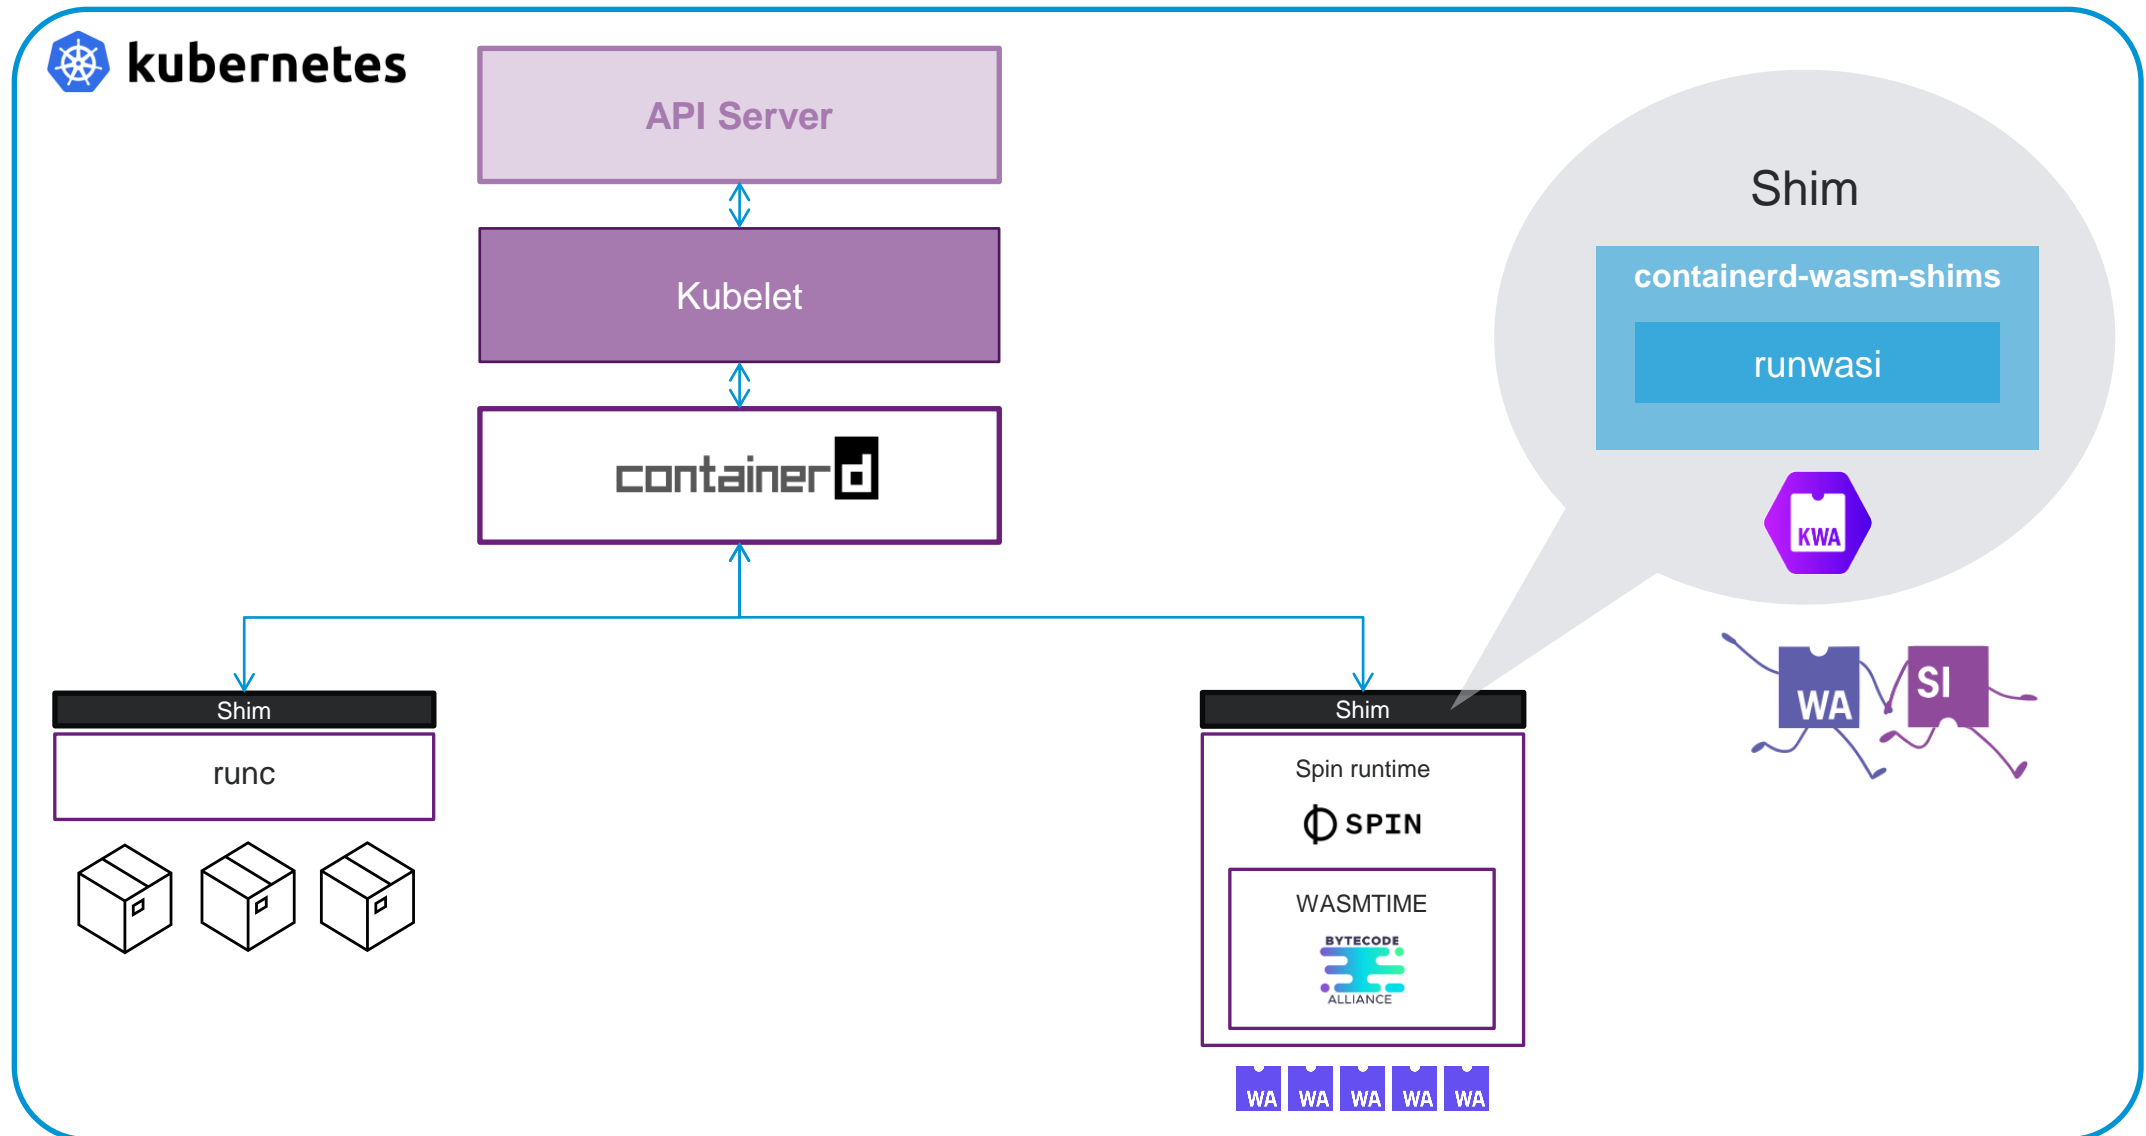 kubernetes
API Server
Kubelet
containerd
Shim
runc
Shim
Spin runtime
SPIN
WASMTIME
BYTECODE
ALLIANCE
WA WA WA WA WA
Shim
containerd-wasm-shims
runwasi
KWA
WA SI